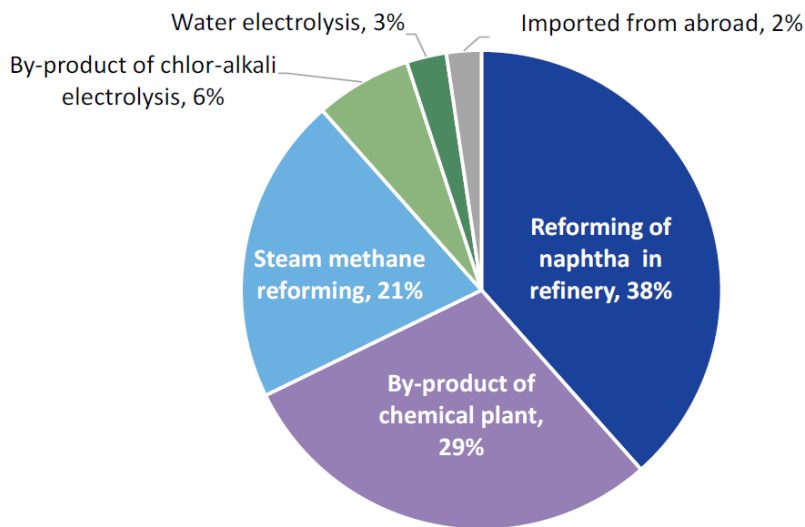 Water electrolysis, 3%
Imported from abroad, 2%
By-product of chlor-alkali
electrolysis, 6%
Reforming of
naphtha in
refinery, 38%
Steam methane
reforming, 21%
By-product of
chemical plant,
29%